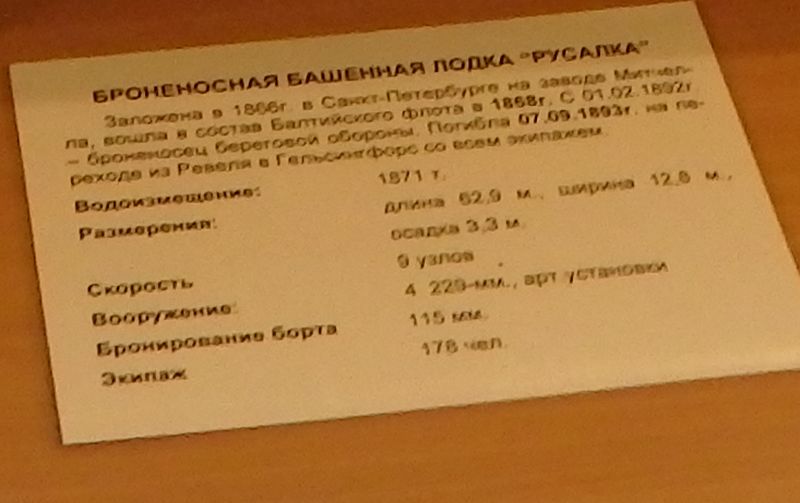 БРОНЕНОСНАЯ БАШЕННАЯ ЛОДКА "РУСАЛКА"
Заложена в 1866г. в Санкт-Петербурге на заводе Митчел-
ла, вошла в состав Балтийского флота в 1868г. С 01.02.1892г.
– броненосец береговой обороны. Погибла 07.09.1893г. на пе-
реходе из Ревеля в Гельсингфорс со всем экипажем.
Водоизмещение: 1871 т.
Размерения: длина 62,9 м., ширина 12,8 м.,
осадка 3,3 м.
Скорость 9 узлов
Вооружение: 4 229-мм., арт установки
Бронирование борта 115 мм.
Экипаж 178 чел.